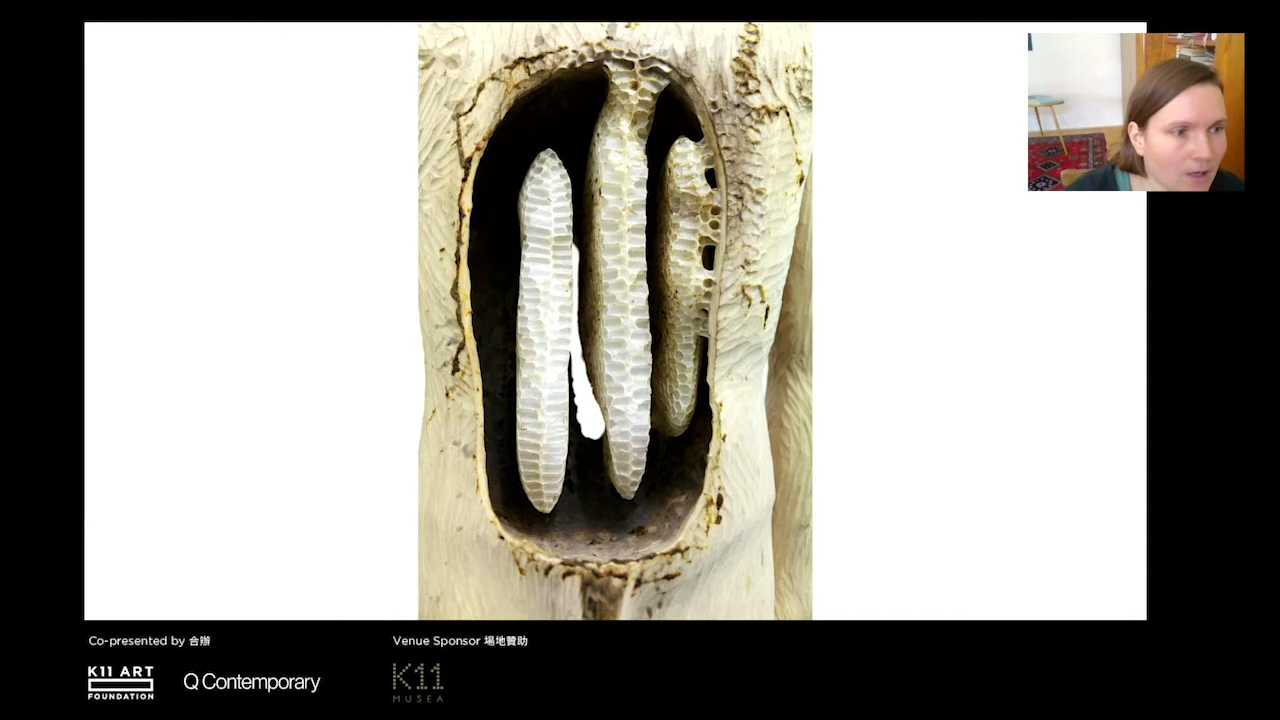 Co-presented by 合辦
Venue Sponsor 場地贊助
K11 ART
FOUNDATION
Q Contemporary
K11
MUSEA